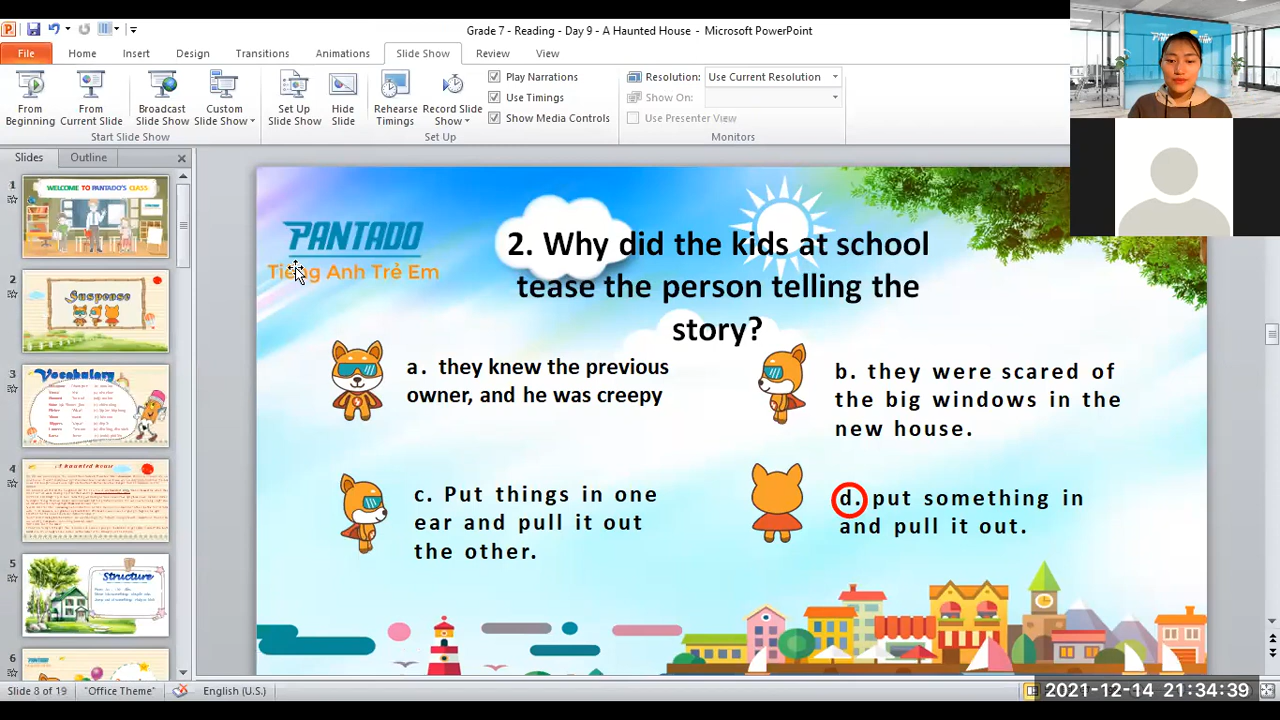 Grade 7 - Reading - Day 9 - A Haunted House - Microsoft PowerPoint
File Home Insert Design Transitions Animations Slide Show Review View
From Beginning
From Current Slide
Broadcast Slide Show
Custom Slide Show
Set Up Slide Show
Hide Slide
Rehearse Timings
Record Slide Show
Play Narrations
Use Timings
Show Media Controls
Resolution: Use Current Resolution
Show On:
Use Presenter View
Start Slide Show
Set Up
Monitors
Slides Outline
1
WELCOME TO PANTADO'S CLASS
2
Suspense
3
Vocabulary
4
A haunted house
5
Structure
6
PANTADO
Tiếng Anh Trẻ Em
2. Why did the kids at school
tease the person telling the
story?
a. they knew the previous
owner, and he was creepy
b. they were scared of
the big windows in the
new house.
c. Put things in one
ear and pull it out
the other.
d. put something in
and pull it out.
Slide 8 of 19 "Office Theme" English (U.S.)
2021-12-14 21:34:39